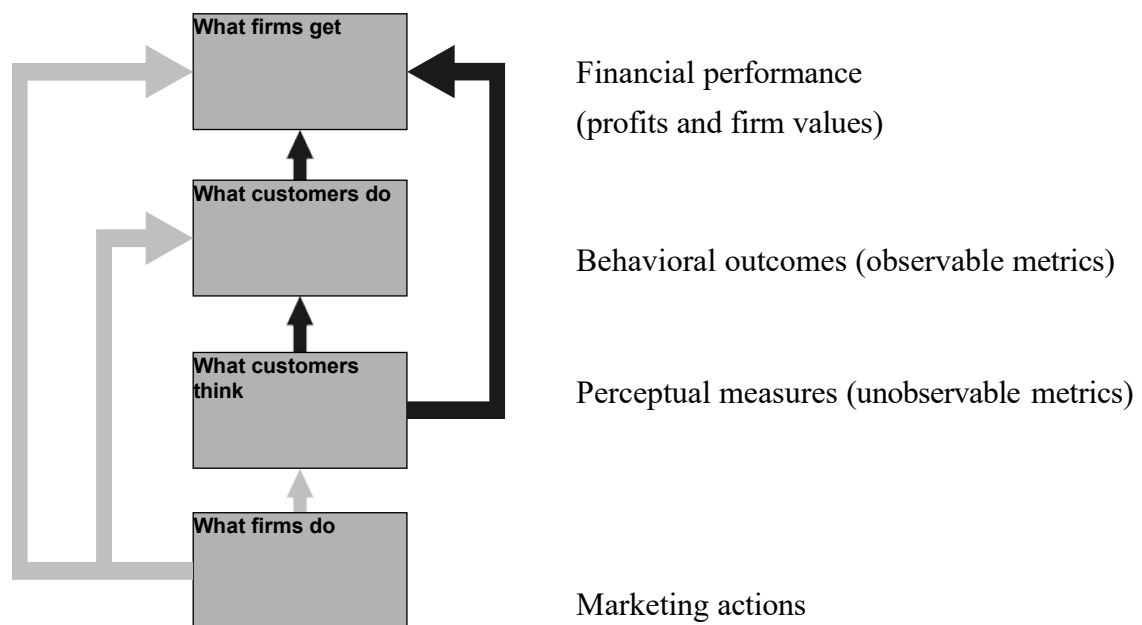 What firms get
Financial performance
(profits and firm values)
What customers do
Behavioral outcomes (observable metrics)
What customers
think
Perceptual measures (unobservable metrics)
What firms do
Marketing actions